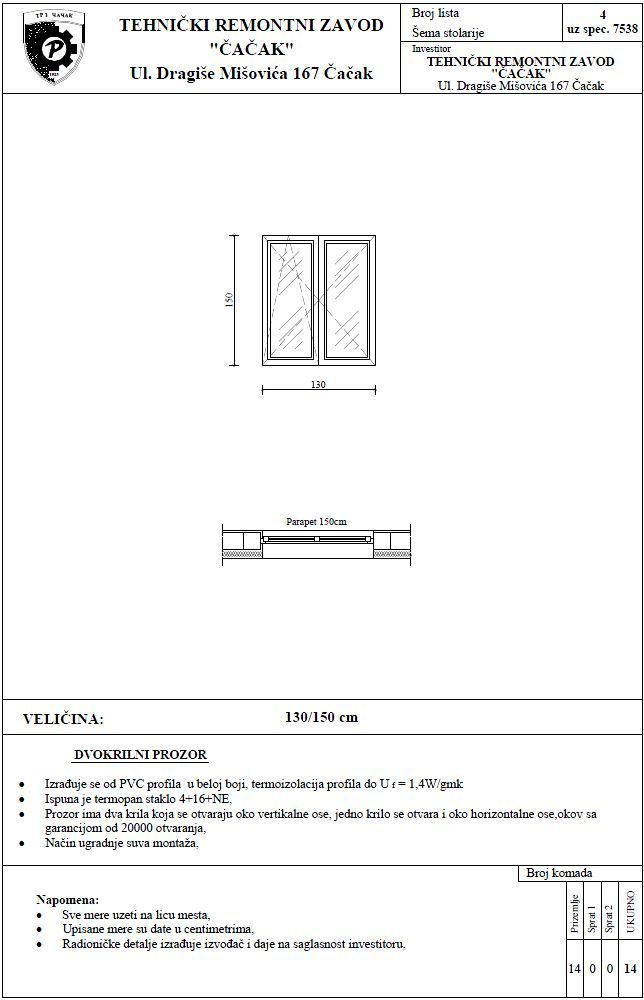 ТРЗ ЧАЧАК
TEHNIČKI REMONTNI ZAVOD
"ČAČAK"
Ul. Dragiše Mišovića 167 Čačak
Broj lista
4
Šema stolarije
uz spec. 7538
Investitor
TEHNIČKI REMONTNI ZAVOD
"ČAČAK"
Ul. Dragiše Mišovića 167 Čačak
150
130
Parapet 150cm
VELIČINA:
130/150 cm
DVOKRILNI PROZOR
• Izrađuje se od PVC profila u beloj boji, termoizolacija profila do U f = 1,4W/gmk
• Ispuna je termopan staklo 4+16+NE,
• Prozor ima dva krila koja se otvaraju oko vertikalne ose, jedno krilo se otvara i oko horizontalne ose,okov sa
garancijom od 20000 otvaranja,
• Način ugradnje suva montaža,
Broj komada
Napomena:
• Sve mere uzeti na licu mesta,
• Upisane mere su date u centimetrima,
• Radioničke detalje izrađuje izvođač i daje na saglasnost investitoru,
Prizemlje
Sprat 1
Sprat 2
UKUPNO
14 0 0 14